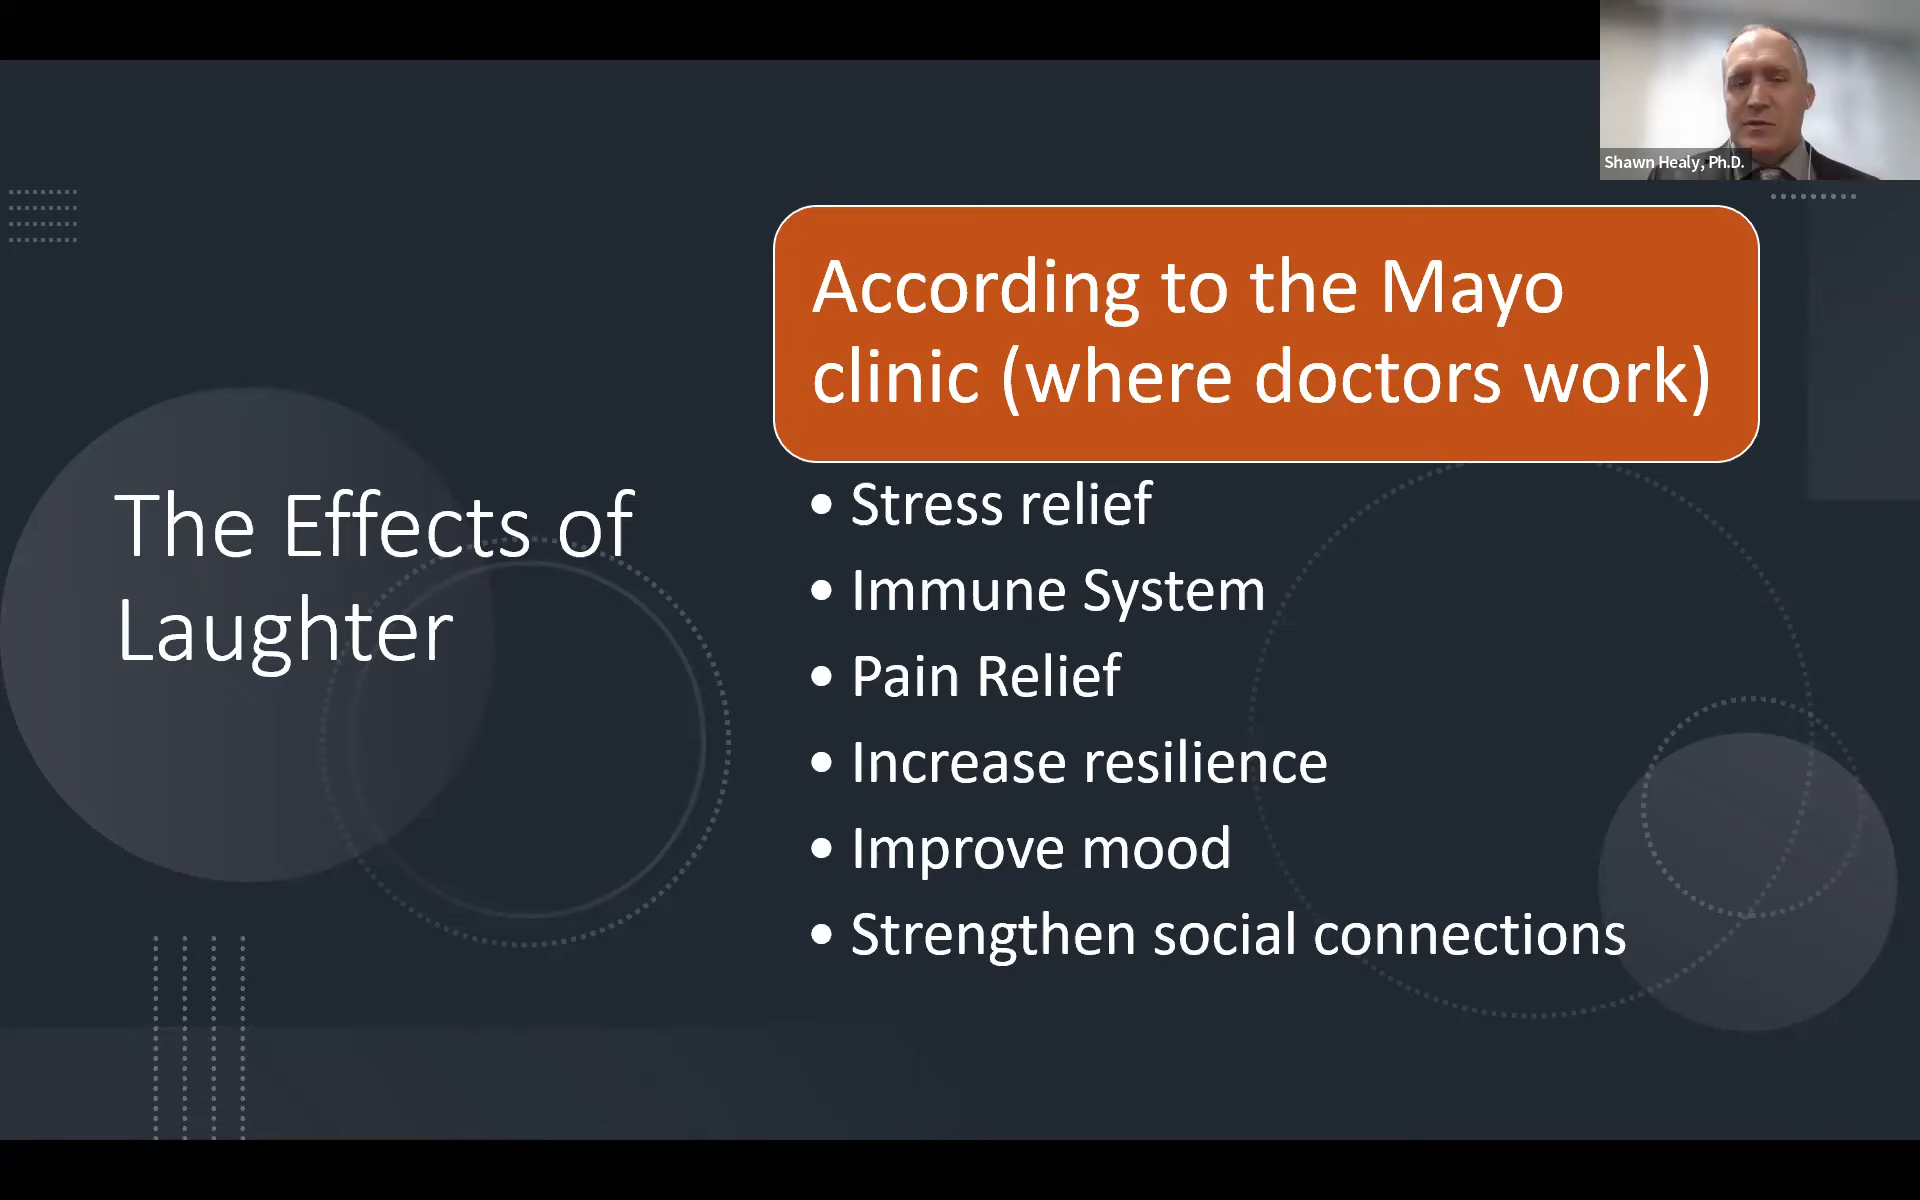 Shawn Healy, Ph.D.
The Effects of
Laughter
According to the Mayo
clinic (where doctors work)
• Stress relief
• Immune System
• Pain Relief
• Increase resilience
• Improve mood
• Strengthen social connections